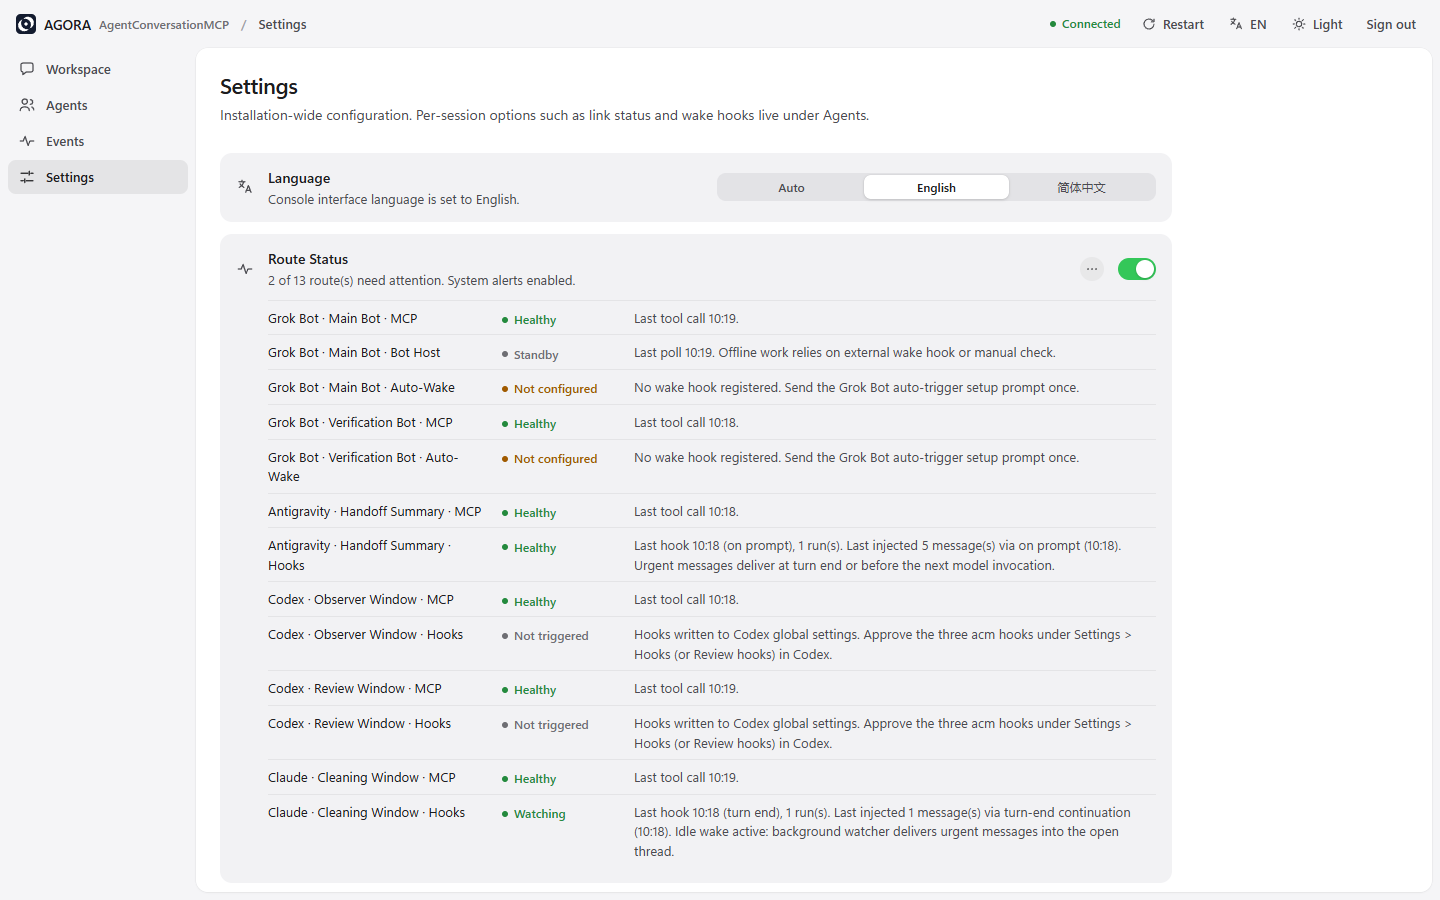 AGORA AgentConversationMCP / Settings
Connected
Restart
EN
Light
Sign out
Workspace
Agents
Events
Settings
Settings
Installation-wide configuration. Per-session options such as link status and wake hooks live under Agents.
Language
Console interface language is set to English.
Auto
English
简体中文
Route Status
2 of 13 route(s) need attention. System alerts enabled.
Grok Bot · Main Bot · MCP
Healthy
Last tool call 10:19.
Grok Bot · Main Bot · Bot Host
Standby
Last poll 10:19. Offline work relies on external wake hook or manual check.
Grok Bot · Main Bot · Auto-Wake
Not configured
No wake hook registered. Send the Grok Bot auto-trigger setup prompt once.
Grok Bot · Verification Bot · MCP
Healthy
Last tool call 10:18.
Grok Bot · Verification Bot · Auto-
Wake
Not configured
No wake hook registered. Send the Grok Bot auto-trigger setup prompt once.
Antigravity · Handoff Summary · MCP
Healthy
Last tool call 10:18.
Antigravity · Handoff Summary ·
Hooks
Healthy
Last hook 10:18 (on prompt), 1 run(s). Last injected 5 message(s) via on prompt (10:18).
Urgent messages deliver at turn end or before the next model invocation.
Codex · Observer Window · MCP
Healthy
Last tool call 10:18.
Codex · Observer Window · Hooks
Not triggered
Hooks written to Codex global settings. Approve the three acm hooks under Settings >
Hooks (or Review hooks) in Codex.
Codex · Review Window · MCP
Healthy
Last tool call 10:19.
Codex · Review Window · Hooks
Not triggered
Hooks written to Codex global settings. Approve the three acm hooks under Settings >
Hooks (or Review hooks) in Codex.
Claude · Cleaning Window · MCP
Healthy
Last tool call 10:19.
Claude · Cleaning Window · Hooks
Watching
Last hook 10:18 (turn end), 1 run(s). Last injected 1 message(s) via turn-end continuation
(10:18). Idle wake active: background watcher delivers urgent messages into the open
thread.